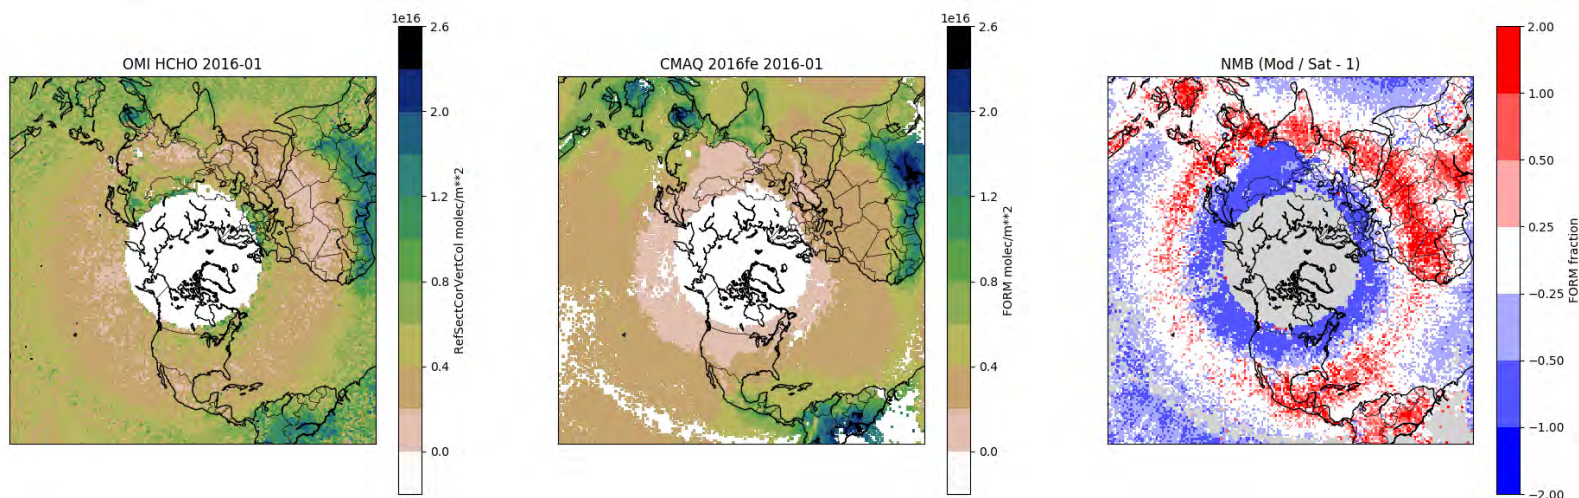 OMI HCHO 2016-01
1e16
2.6
2.0
1.2
0.8
0.4
0.0
RefSectCorVertCol molec/m**2
CMAQ 2016fe 2016-01
1e16
2.6
2.0
1.2
0.8
0.4
0.0
FORM molec/m**2
NMB (Mod / Sat - 1)
2.00
1.00
0.50
0.25
−0.25
−0.50
−1.00
−2.00
FORM fraction